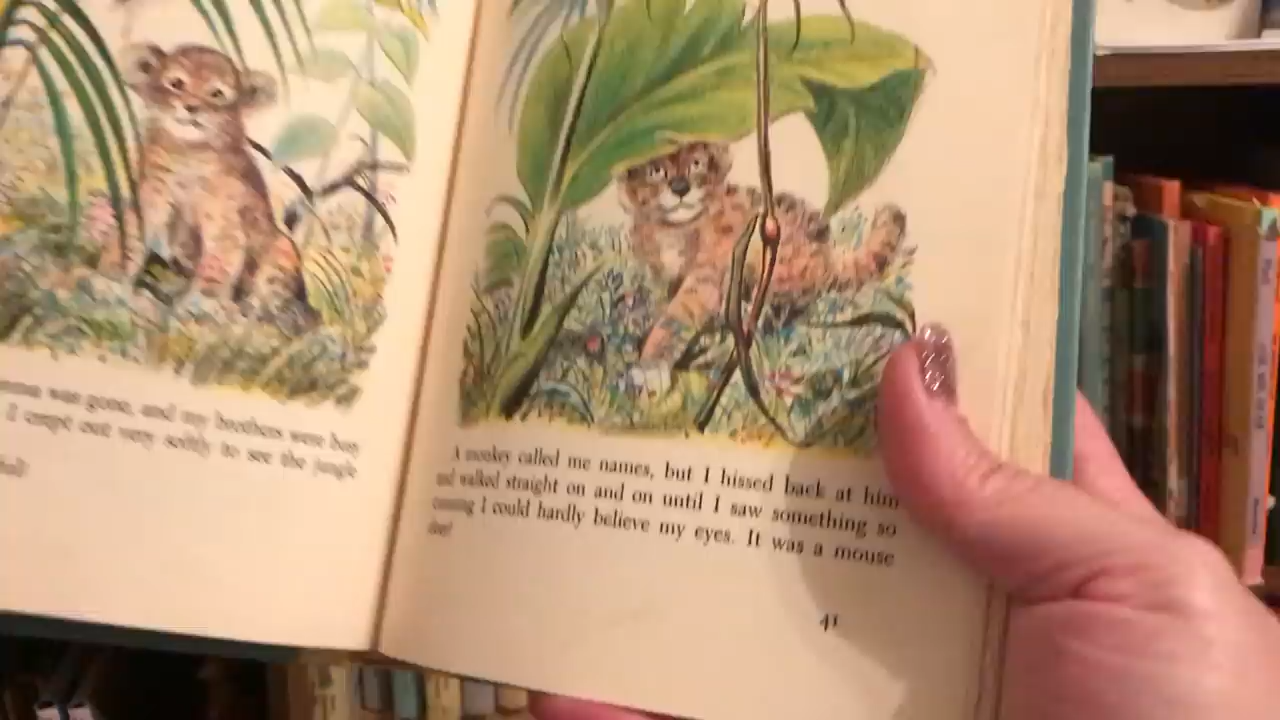 was gone, and my brothers were busy
I crept out very softly to see the jungle
A monkey called me names, but I hissed back at him
and walked straight on and on until I saw something so
cunning I could hardly believe my eyes. It was a mouse
deer!
41